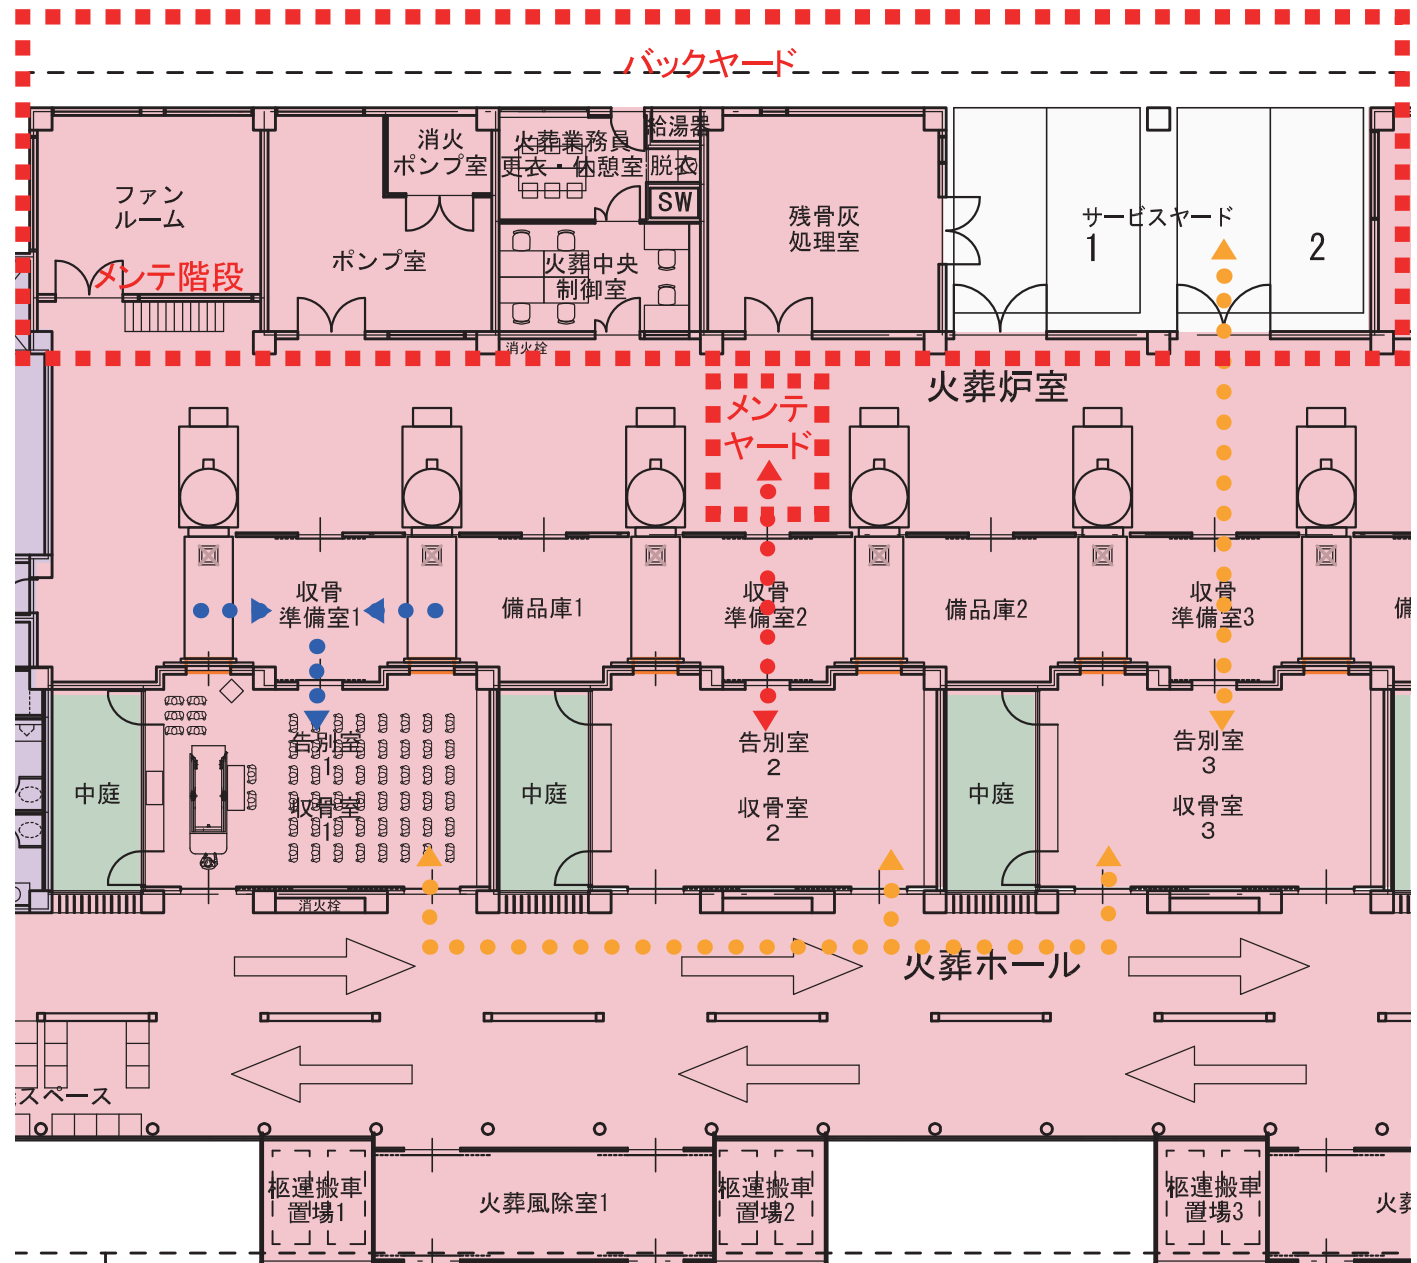 バックヤード
ファン
ルーム
メンテ階段
消火
ポンプ室
ポンプ室
火葬業務員
更衣・休憩室
給湯器
脱衣
SW
火葬中央
制御室
消火栓
残骨灰
処理室
サービスヤード
1
2
火葬炉室
メンテ
ヤード
収骨
準備室1
備品庫1
収骨
準備室2
備品庫2
収骨
準備室3
備
中庭
告別室
1
収骨室
1
中庭
告別室
2
収骨室
2
中庭
告別室
3
収骨室
3
消火栓
火葬ホール
スペース
柩運搬車
置場1
火葬風除室1
柩運搬車
置場2
柩運搬車
置場3
火葬